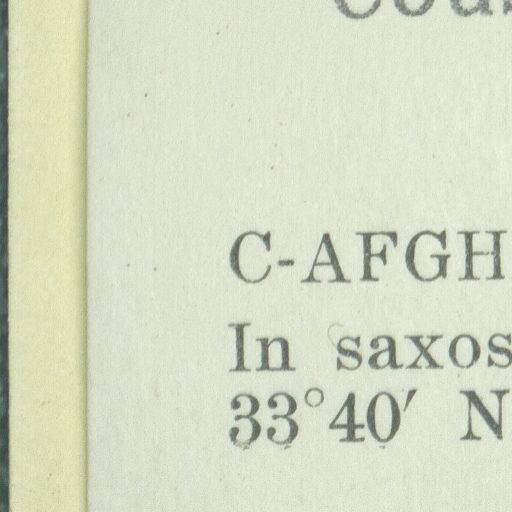 C-AFGH
In saxos
33°40′ N